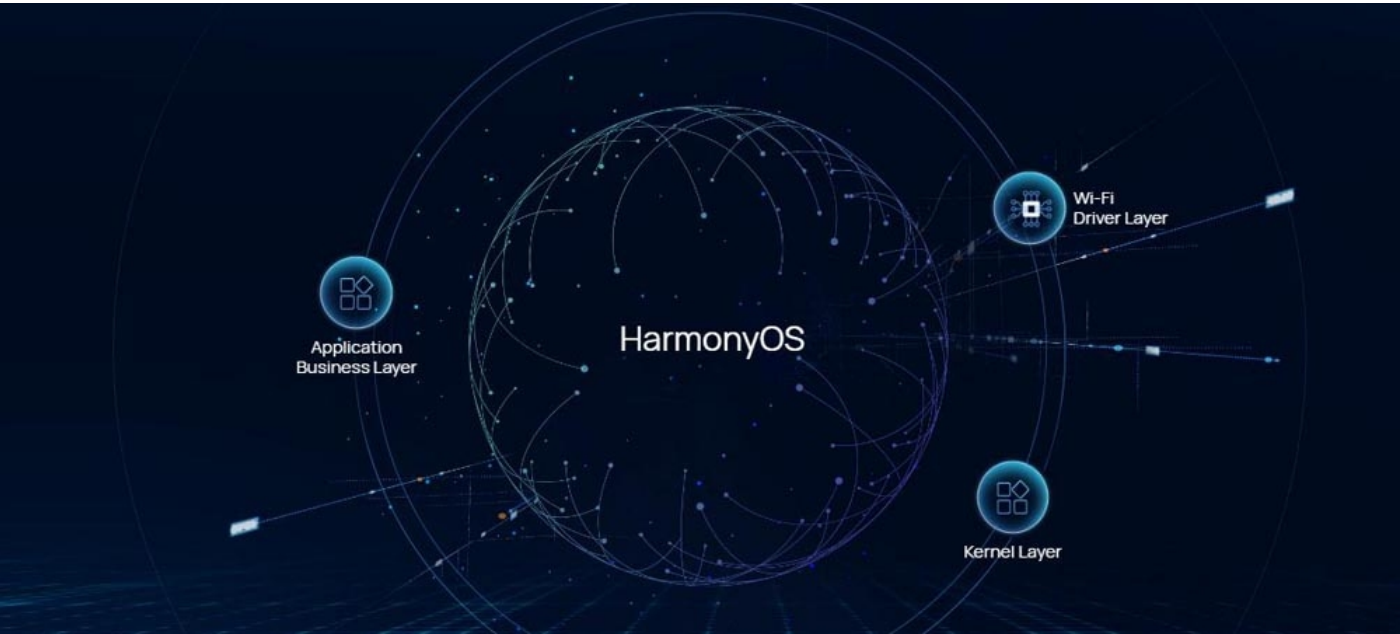 Wi-Fi
Driver Layer
HarmonyOS
Application
Business Layer
Kernel Layer